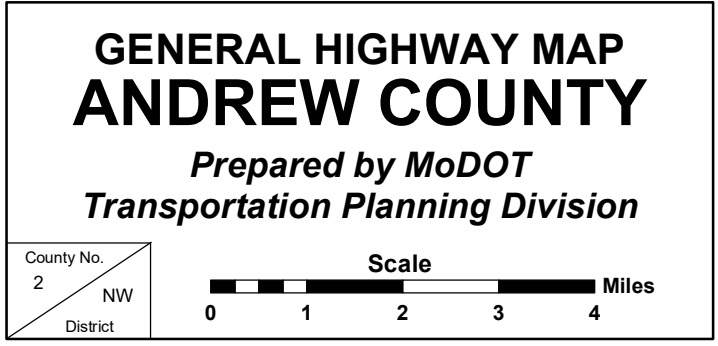 GENERAL HIGHWAY MAP
ANDREW COUNTY
Prepared by MoDOT
Transportation Planning Division
County No.
2
NW
District
Scale
Miles
0 1 2 3 4